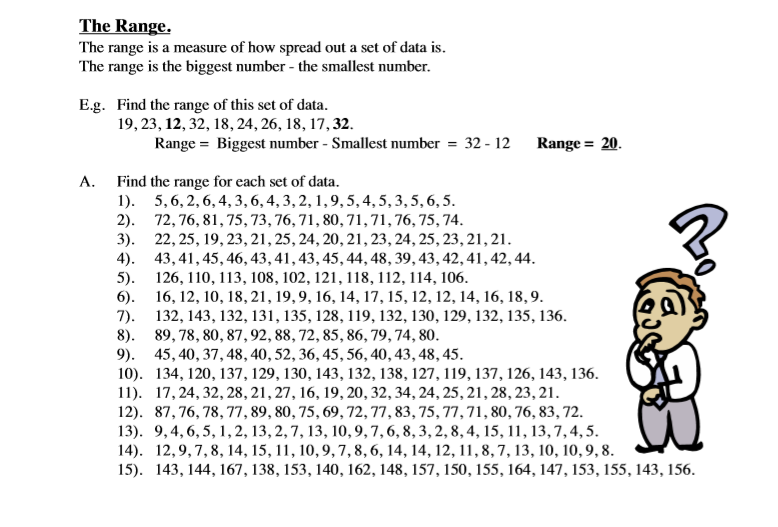 The Range.
The range is a measure of how spread out a set of data is.
The range is the biggest number - the smallest number.
E.g. Find the range of this set of data.
19, 23, 12, 32, 18, 24, 26, 18, 17, 32.
Range = Biggest number - Smallest number = 32 - 12 Range = 20.
A. Find the range for each set of data.
1). 5, 6, 2, 6, 4, 3, 6, 4, 3, 2, 1, 9, 5, 4, 5, 3, 5, 6, 5.
2). 72, 76, 81, 75, 73, 76, 71, 80, 71, 71, 76, 75, 74.
3). 22, 25, 19, 23, 21, 25, 24, 20, 21, 23, 24, 25, 23, 21, 21.
4). 43, 41, 45, 46, 43, 41, 43, 45, 44, 48, 39, 43, 42, 41, 42, 44.
5). 126, 110, 113, 108, 102, 121, 118, 112, 114, 106.
6). 16, 12, 10, 18, 21, 19, 9, 16, 14, 17, 15, 12, 12, 14, 16, 18, 9.
7). 132, 143, 132, 131, 135, 128, 119, 132, 130, 129, 132, 135, 136.
8). 89, 78, 80, 87, 92, 88, 72, 85, 86, 79, 74, 80.
9). 45, 40, 37, 48, 40, 52, 36, 45, 56, 40, 43, 48, 45.
10). 134, 120, 137, 129, 130, 143, 132, 138, 127, 119, 137, 126, 143, 136.
11). 17, 24, 32, 28, 21, 27, 16, 19, 20, 32, 34, 24, 25, 21, 28, 23, 21.
12). 87, 76, 78, 77, 89, 80, 75, 69, 72, 77, 83, 75, 77, 71, 80, 76, 83, 72.
13). 9, 4, 6, 5, 1, 2, 13, 2, 7, 13, 10, 9, 7, 6, 8, 3, 2, 8, 4, 15, 11, 13, 7, 4, 5.
14). 12, 9, 7, 8, 14, 15, 11, 10, 9, 7, 8, 6, 14, 14, 12, 11, 8, 7, 13, 10, 10, 9, 8.
15). 143, 144, 167, 138, 153, 140, 162, 148, 157, 150, 155, 164, 147, 153, 155, 143, 156.